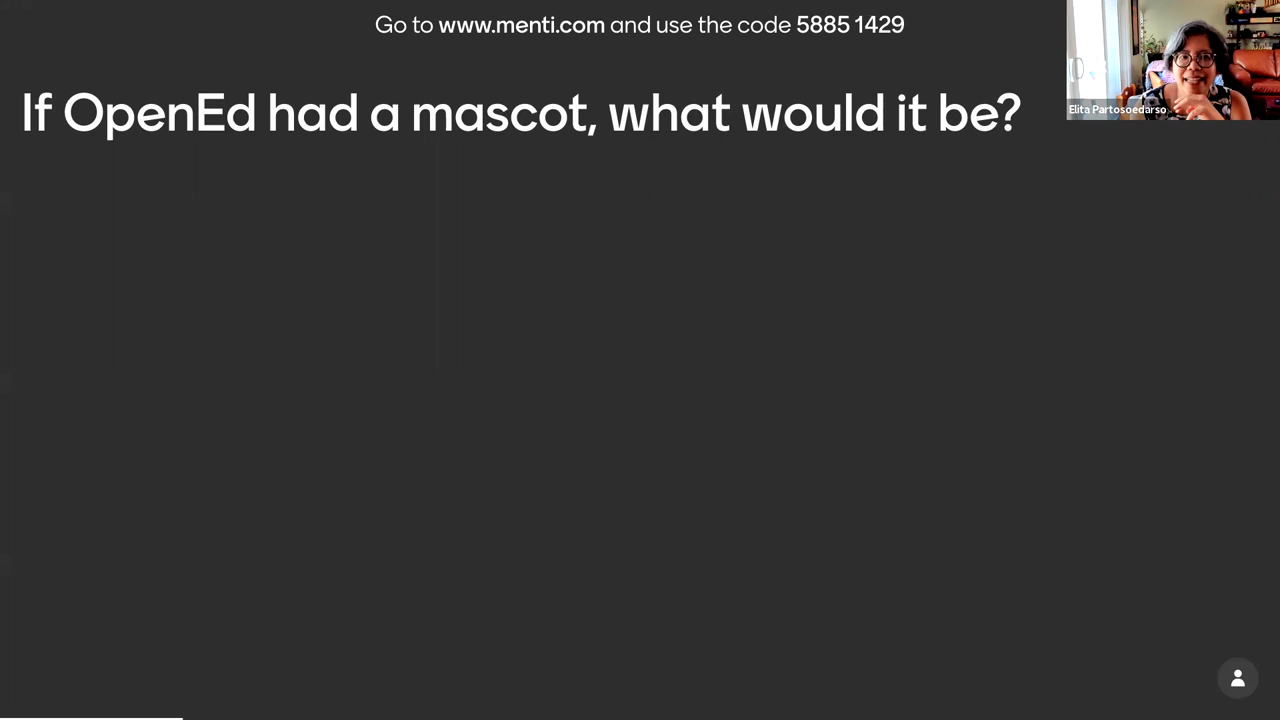 Go to www.menti.com and use the code 5885 1429
If OpenEd had a mascot, what would it be?
Elita Partosoedarso